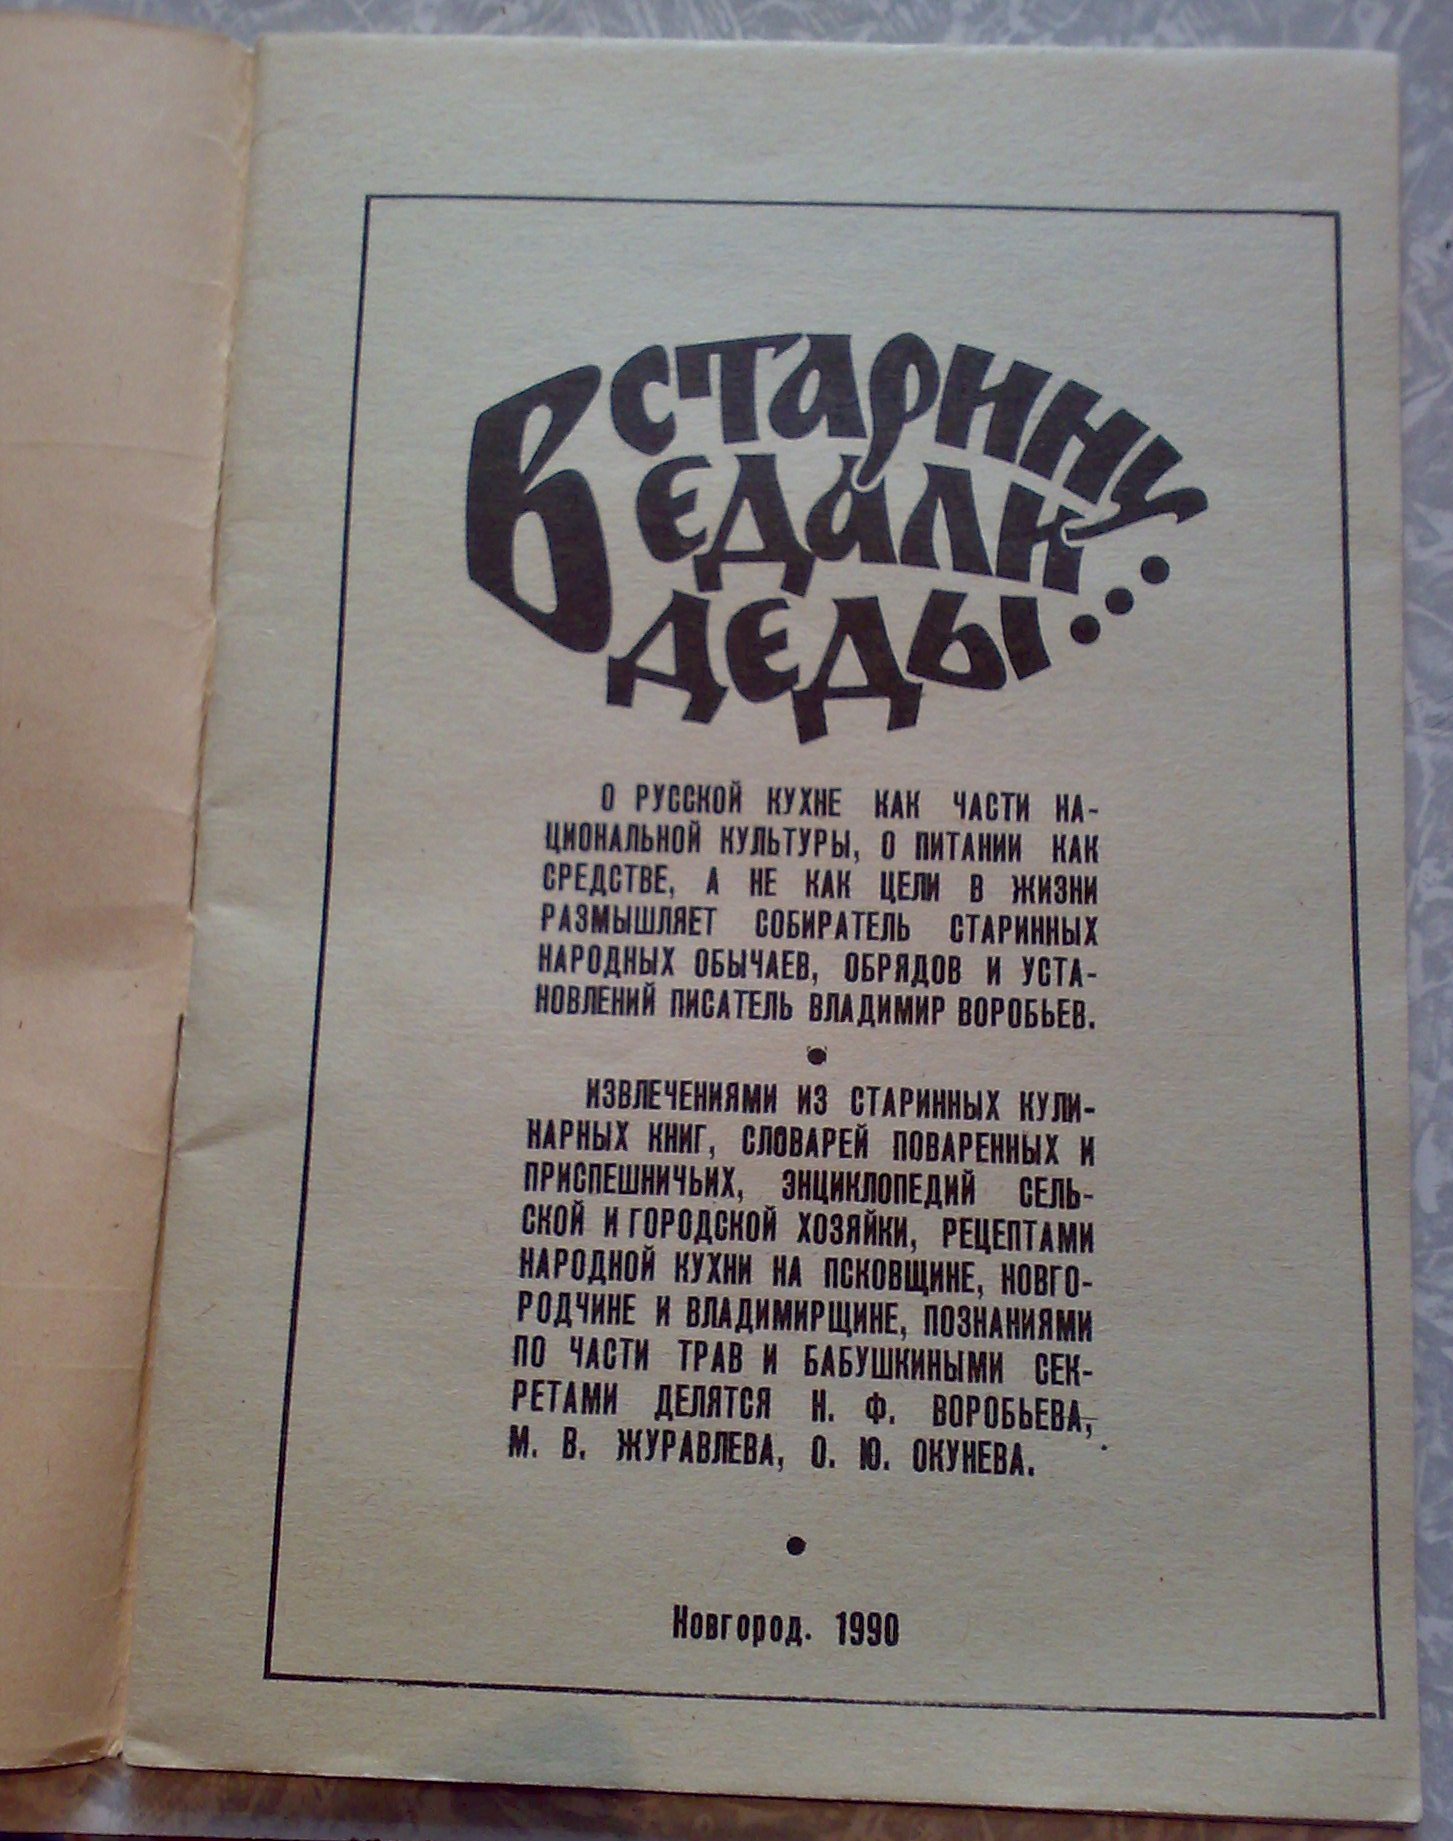 В СТАРИНУ
ЕДАЛИ
ДЕДЫ...
О РУССКОЙ КУХНЕ КАК ЧАСТИ НА-
ЦИОНАЛЬНОЙ КУЛЬТУРЫ, О ПИТАНИИ КАК
СРЕДСТВЕ, А НЕ КАК ЦЕЛИ В ЖИЗНИ
РАЗМЫШЛЯЕТ СОБИРАТЕЛЬ СТАРИННЫХ
НАРОДНЫХ ОБЫЧАЕВ, ОБРЯДОВ И УСТА-
НОВЛЕНИЙ ПИСАТЕЛЬ ВЛАДИМИР ВОРОБЬЕВ.
ИЗВЛЕЧЕНИЯМИ ИЗ СТАРИННЫХ КУЛИ-
НАРНЫХ КНИГ, СЛОВАРЕЙ ПОВАРЕННЫХ И
ПРИСПЕШНИЧЬИХ, ЭНЦИКЛОПЕДИЙ СЕЛЬ-
СКОЙ И ГОРОДСКОЙ ХОЗЯЙКИ, РЕЦЕПТАМИ
НАРОДНОЙ КУХНИ НА ПСКОВЩИНЕ, НОВГО-
РОДЧИНЕ И ВЛАДИМИРЩИНЕ, ПОЗНАНИЯМИ
ПО ЧАСТИ ТРАВ И БАБУШКИНЫМИ СЕК-
РЕТАМИ ДЕЛЯТСЯ Н. Ф. ВОРОБЬЕВА,
М. В. ЖУРАВЛЕВА, О. Ю. ОКУНЕВА.
Новгород. 1990